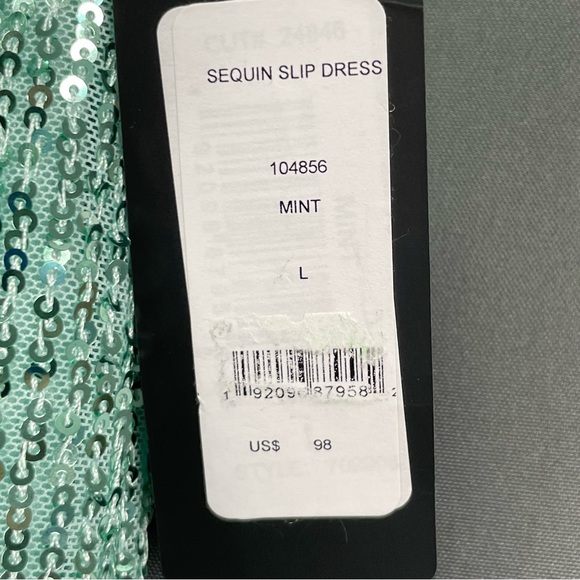 SEQUIN SLIP DRESS
104856
MINT
L
US$ 98